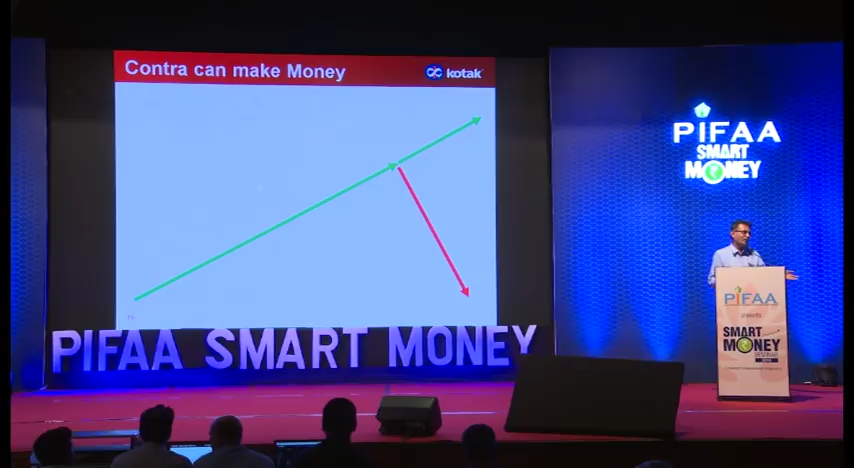 Contra can make Money
kotak
PIFAA
SMART
MONEY
PIFAA SMART MONEY
PIFAA
SMART
MONEY